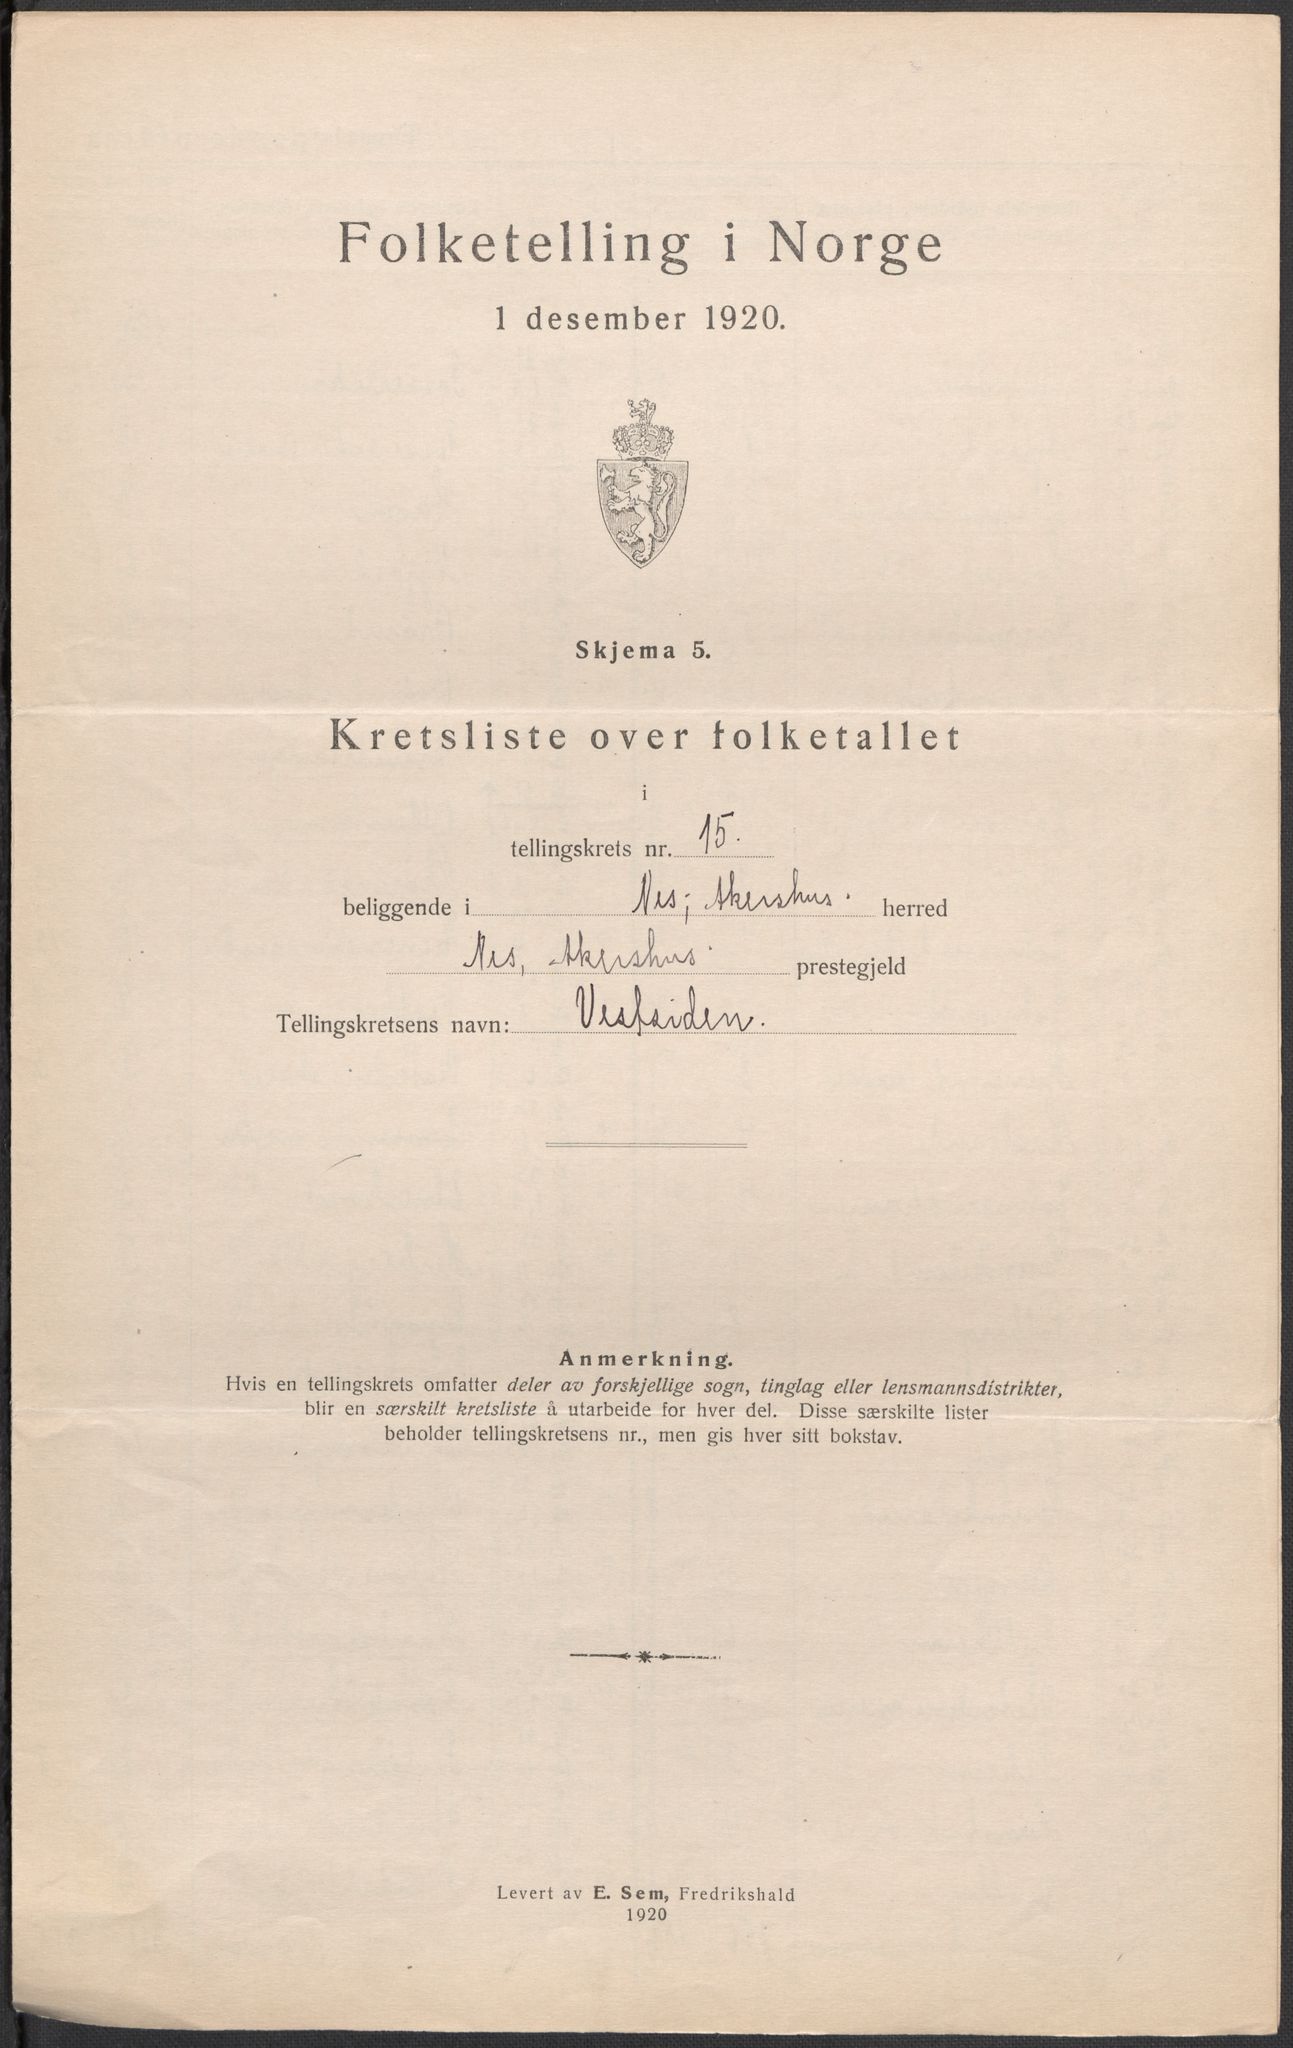 Folketelling i Norge
1 desember 1920.
Skjema 5.
Kretsliste over folketallet
i
tellingskrets nr. 15.
beliggende i Nes, Akershus. herred
Nes, Akershus. prestegjeld
Tellingskretsens navn: Vestsiden.
Anmerkning.
Hvis en tellingskrets omfatter deler av forskjellige sogn, tinglag eller lensmannsdistrikter,
blir en særskilt kretsliste å utarbeide for hver del. Disse særskilte lister
beholder tellingskretsens nr., men gis hver sitt bokstav.
Levert av E. Sem, Fredrikshald
1920